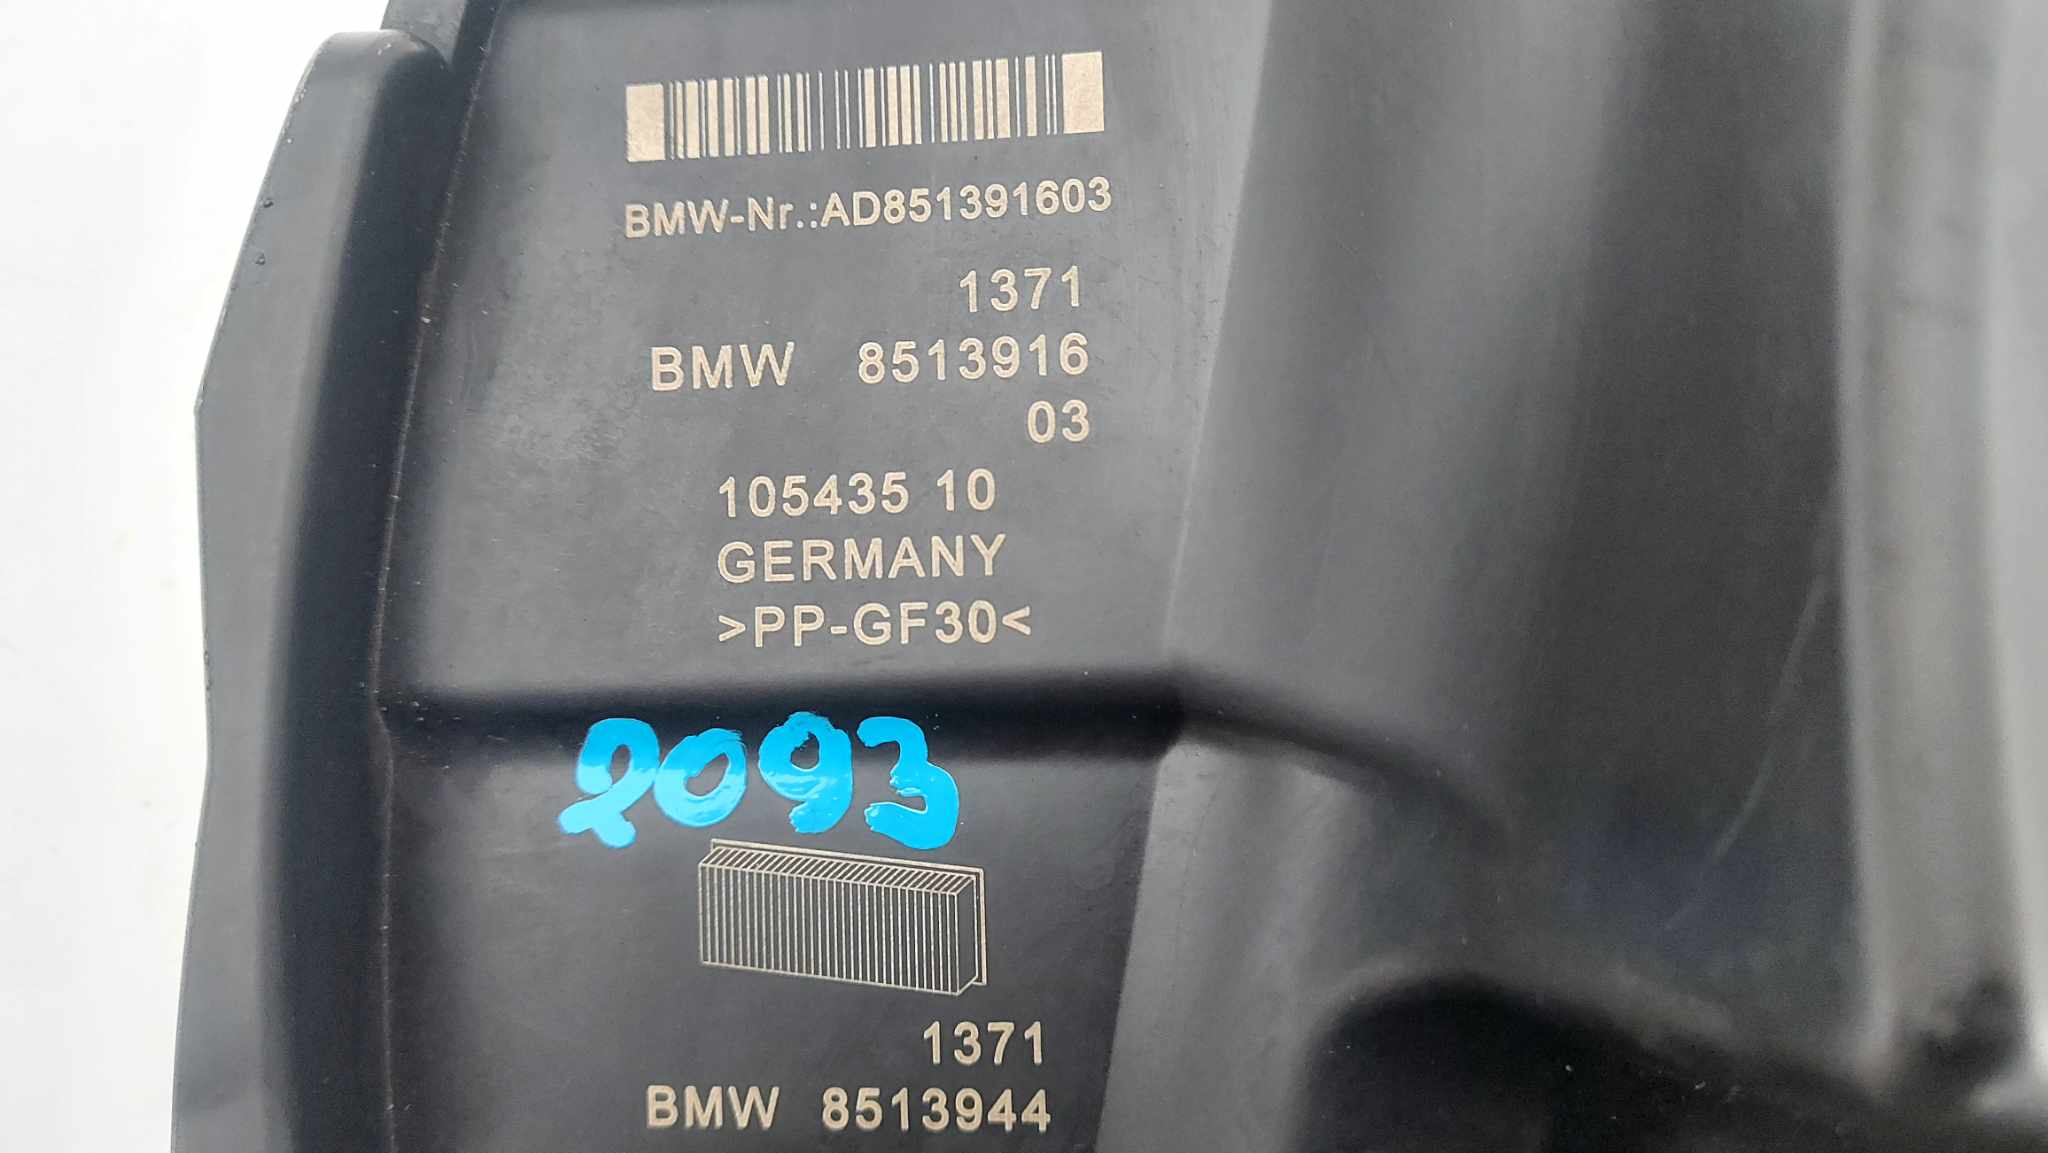 BMW-Nr.:AD851391603
1371
BMW 8513916
03
105435 10
GERMANY
>PP-GF30<
2093
1371
BMW 8513944